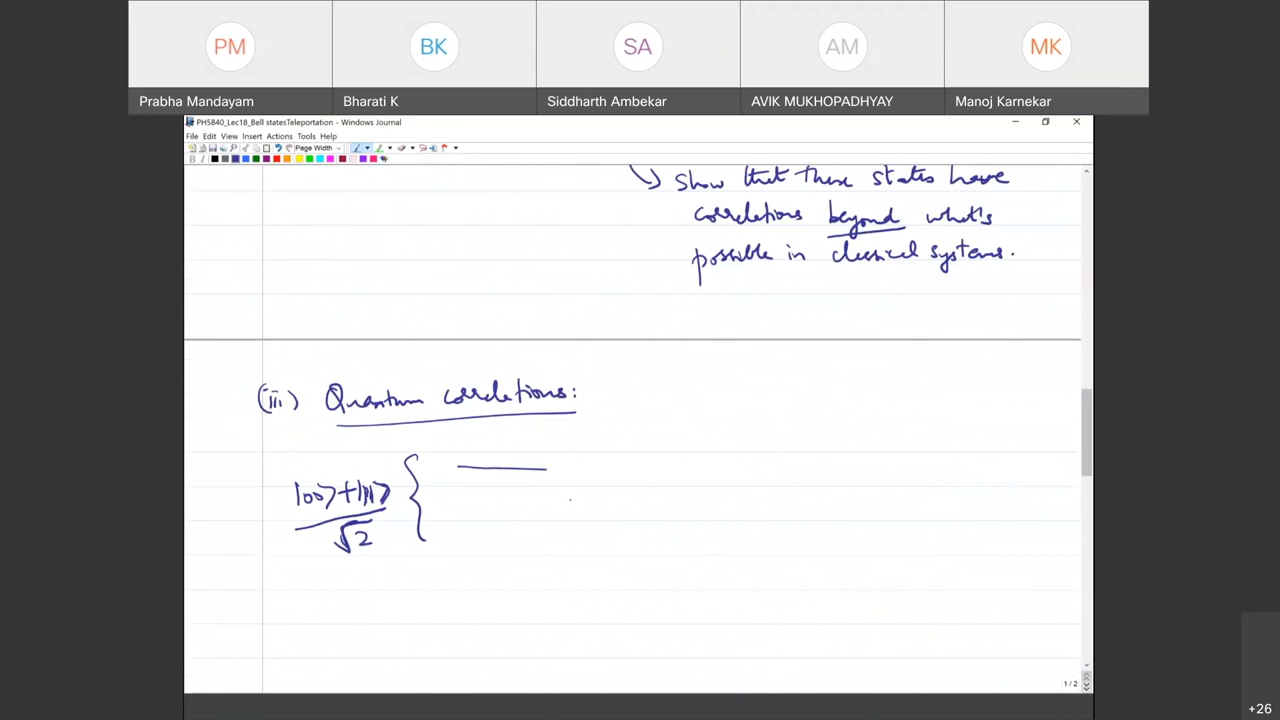 PM
BK
SA
AM
MK
Prabha Mandayam
Bharati K
Siddharth Ambekar
AVIK MUKHOPADHYAY
Manoj Karnekar
PH5840_Lec18_Bell statesTeleportation - Windows Journal
File Edit View Insert Actions Tools Help
Page Width
B I
Show that these states have
correlations beyond what's
possible in classical systems.
(iii) Quantum correlations:
|00> + |11>
√2
1 / 2
+26